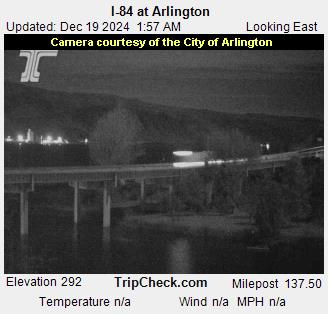 I-84 at Arlington
Updated: Dec 19 2024 1:57 AM Looking East
Camera courtesy of the City of Arlington
Elevation 292 TripCheck.com Milepost 137.50
Temperature n/a Wind n/a MPH n/a